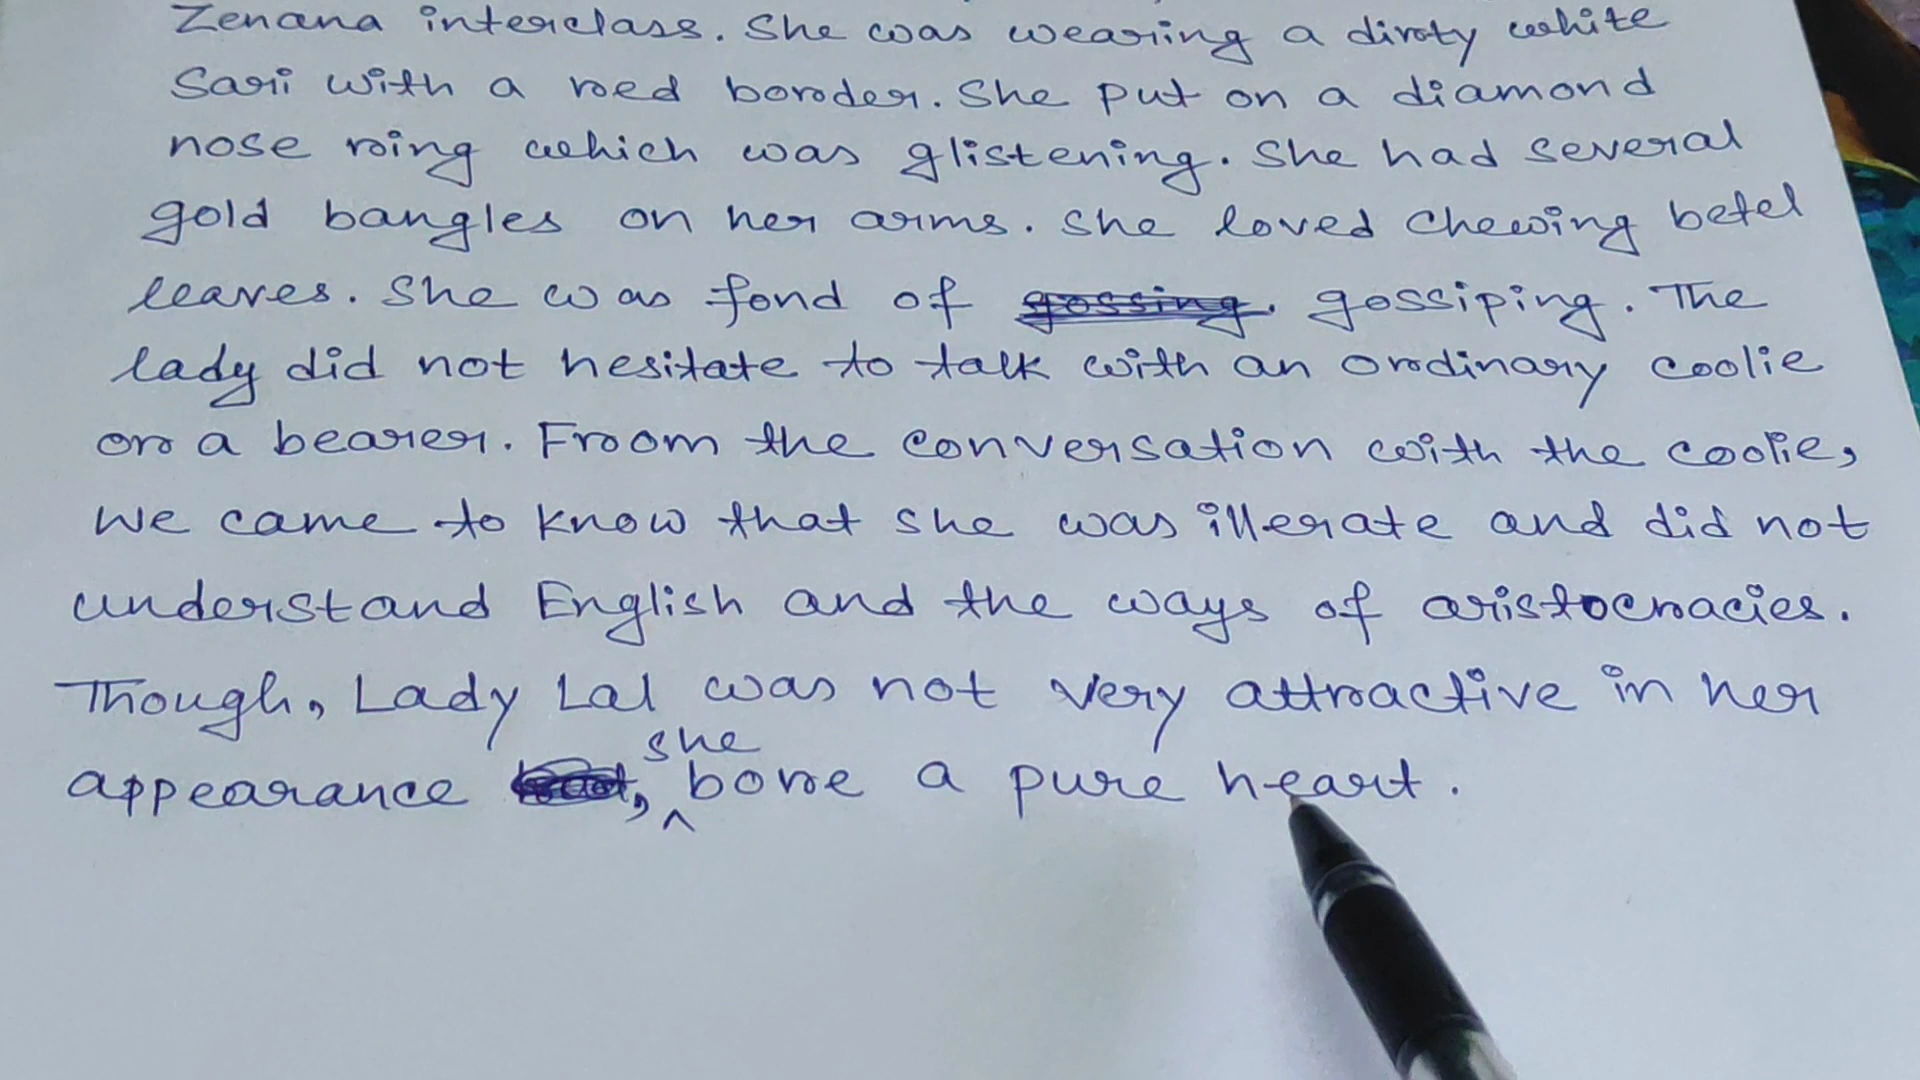 Zenana interclass. She was wearing a dirty white
Sari with a red border. She put on a diamond
nose ring which was glistening. She had several
gold bangles on her arms. She loved chewing betel
leaves. She was fond of gossing. gossiping. The
lady did not hesitate to talk with an ordinary coolie
or a bearer. From the conversation with the coolie,
We came to know that she was illerate and did not
understand English and the ways of aristocracies.
Though, Lady Lal was not very attractive in her
she
appearance , ^ bore a pure heart.